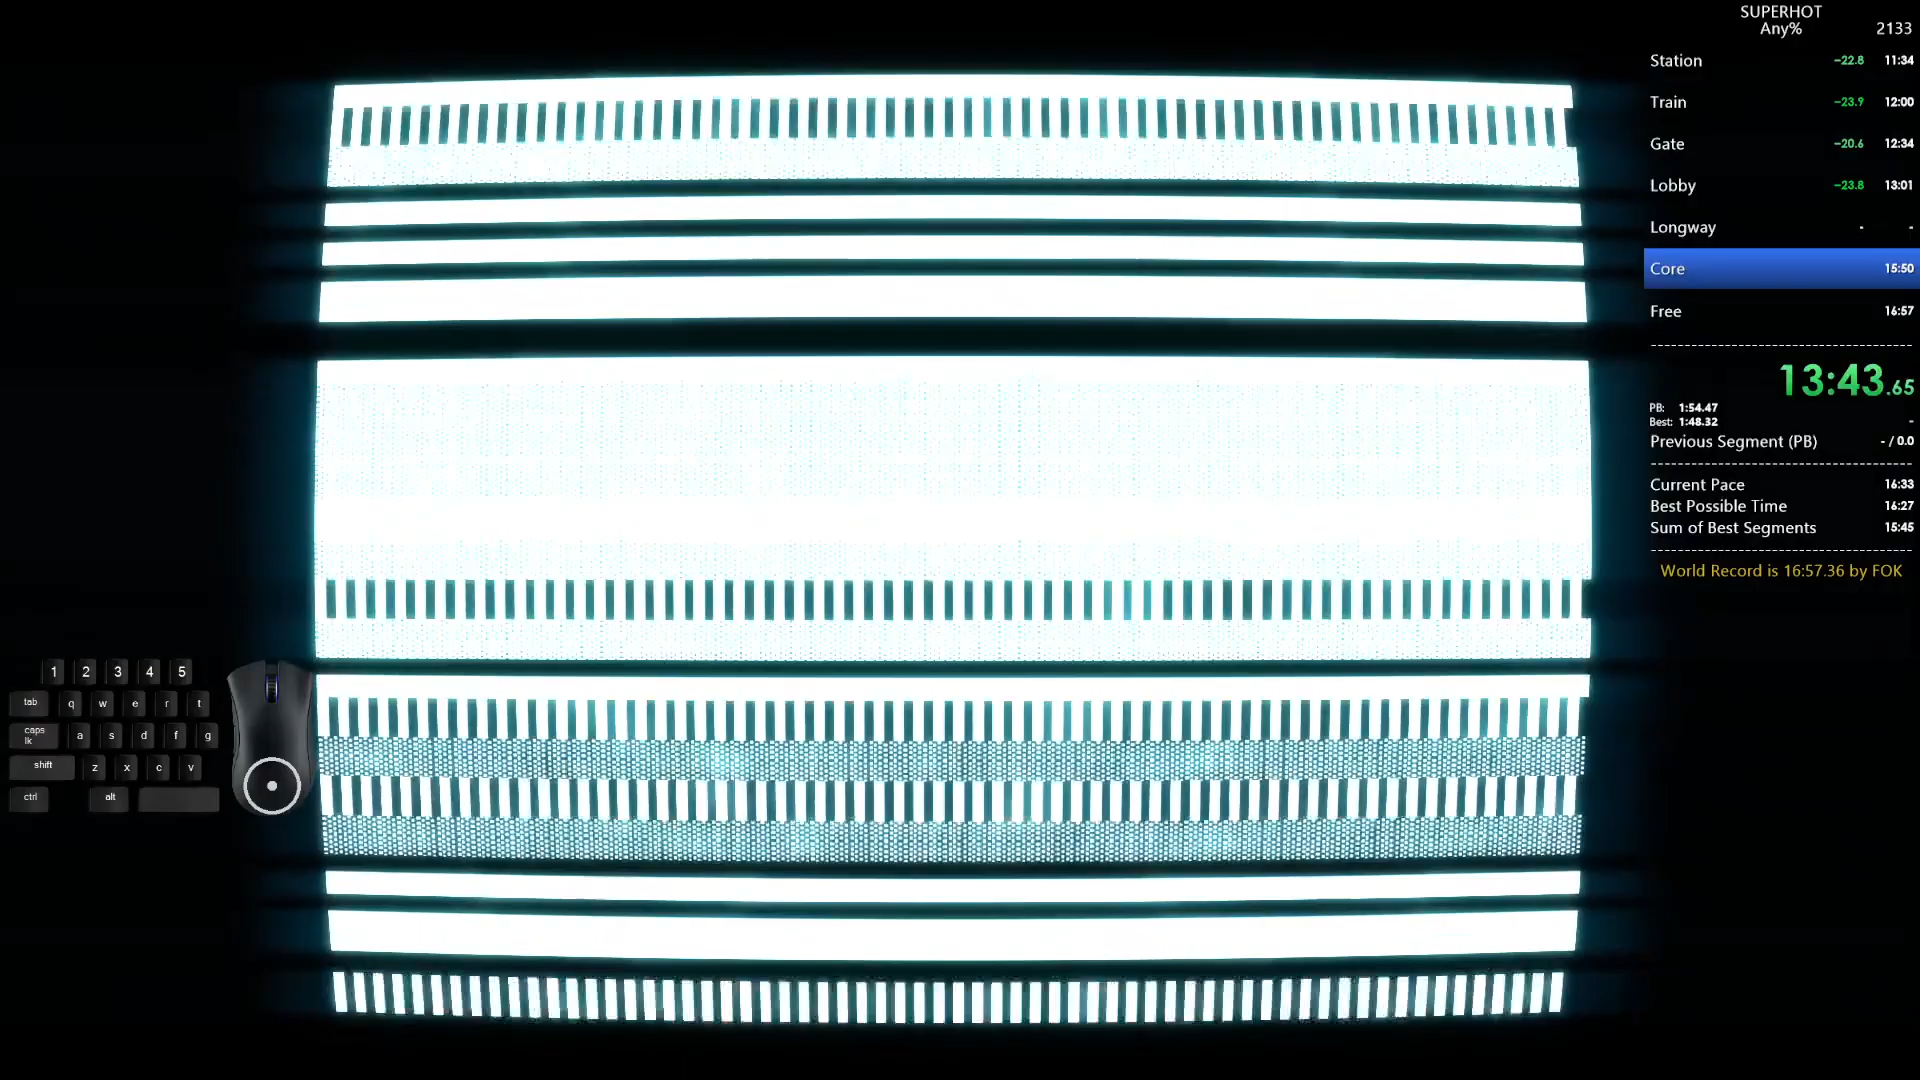 SUPERHOT
Any%
2133
Station -22.8 11:34
Train -23.9 12:00
Gate -20.6 12:34
Lobby -23.8 13:01
Longway - -
Core 15:50
Free 16:57
13:43.65
PB: 1:54.47
Best: 1:48.32 -
Previous Segment (PB) - / 0.0
Current Pace 16:33
Best Possible Time 16:27
Sum of Best Segments 15:45
World Record is 16:57.36 by FOK
1 2 3 4 5
tab q w e r t
caps lk a s d f g
shift z x c v
ctrl alt